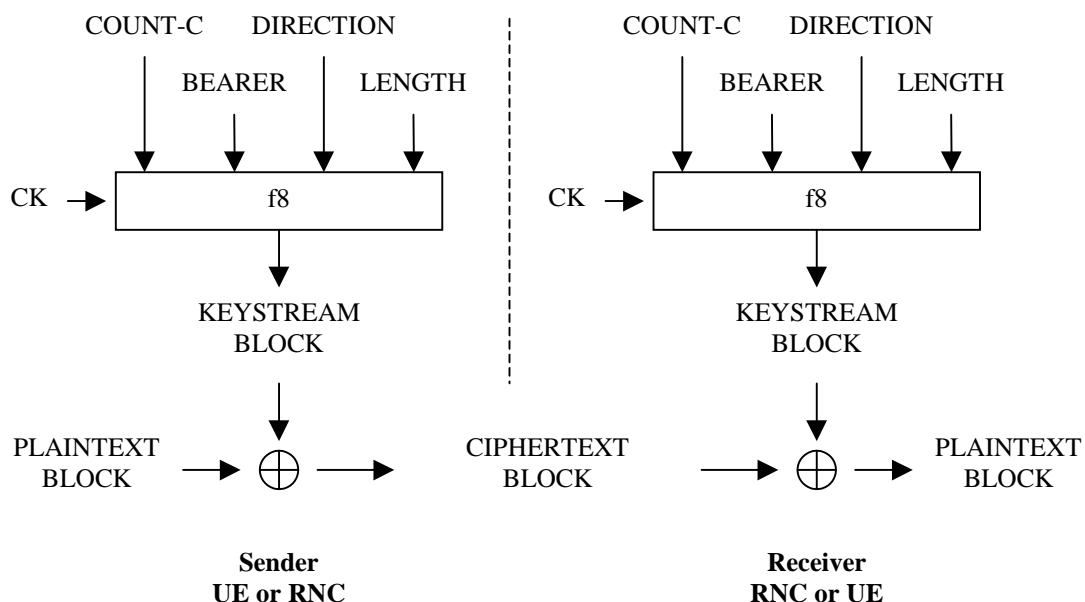 COUNT-C DIRECTION COUNT-C DIRECTION
BEARER LENGTH BEARER LENGTH
CK f8 CK f8
KEYSTREAM BLOCK KEYSTREAM BLOCK
PLAINTEXT BLOCK CIPHERTEXT BLOCK PLAINTEXT BLOCK
Sender UE or RNC Receiver RNC or UE